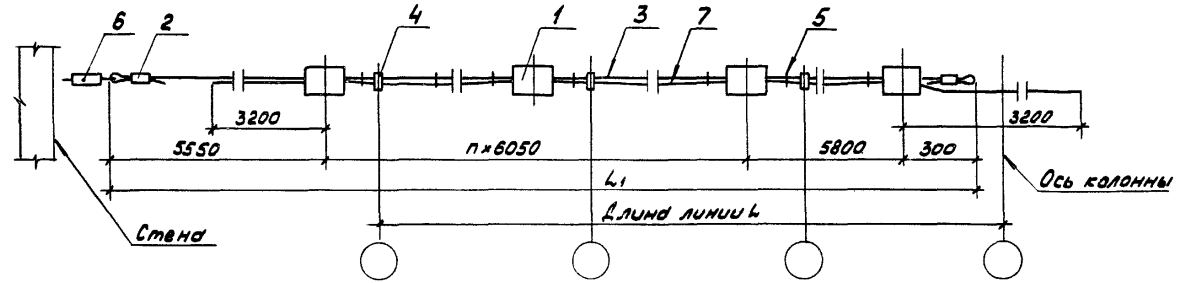 6 2 4 1 3 7 5
3200 3200
5550 п×6050 5800 300
L1
Ось колонны
Длина линии L
Стена